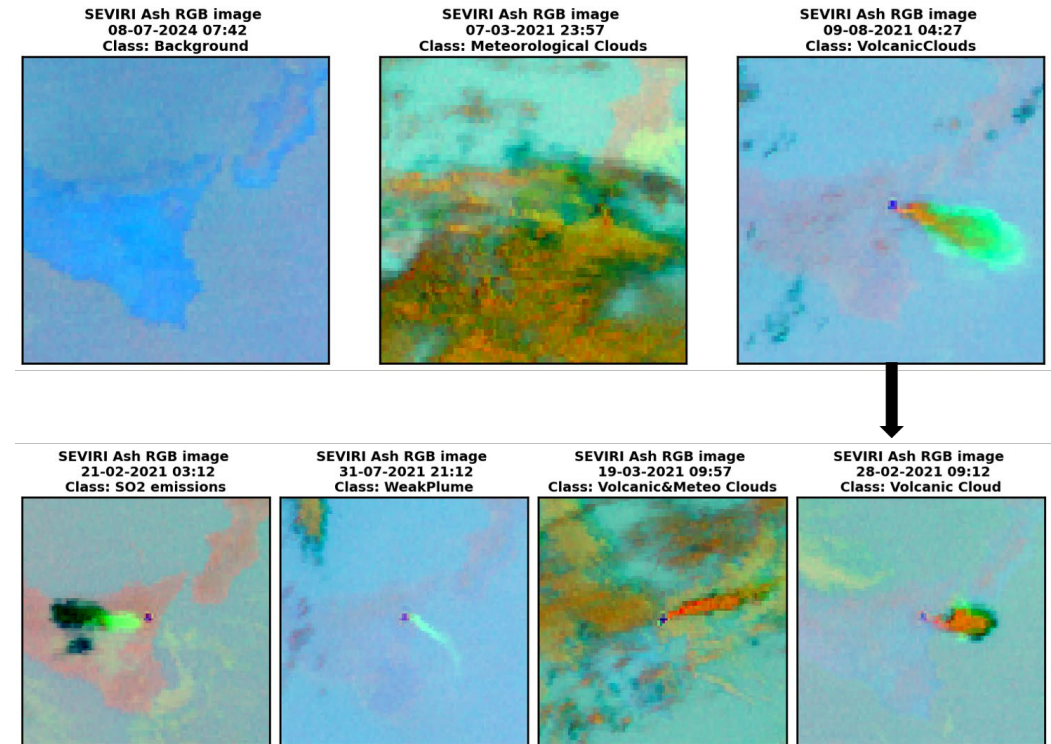 SEVIRI Ash RGB image
08-07-2024 07:42
Class: Background
SEVIRI Ash RGB image
07-03-2021 23:57
Class: Meteorological Clouds
SEVIRI Ash RGB image
09-08-2021 04:27
Class: VolcanicClouds
SEVIRI Ash RGB image
21-02-2021 03:12
Class: SO2 emissions
SEVIRI Ash RGB image
31-07-2021 21:12
Class: WeakPlume
SEVIRI Ash RGB image
19-03-2021 09:57
Class: Volcanic&Meteo Clouds
SEVIRI Ash RGB image
28-02-2021 09:12
Class: Volcanic Cloud